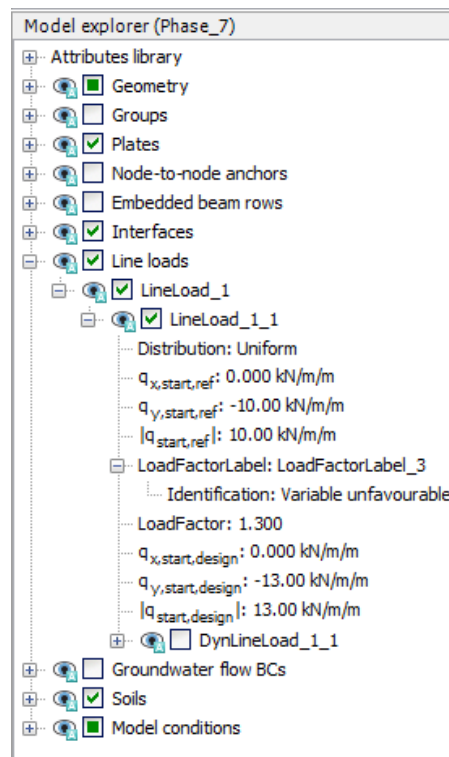 Model explorer (Phase_7)
Attributes library
Geometry
Groups
Plates
Node-to-node anchors
Embedded beam rows
Interfaces
Line loads
LineLoad_1
LineLoad_1_1
Distribution: Uniform
qx,start,ref: 0.000 kN/m/m
qy,start,ref: -10.00 kN/m/m
|qstart,ref|: 10.00 kN/m/m
LoadFactorLabel: LoadFactorLabel_3
Identification: Variable unfavourable
LoadFactor: 1.300
qx,start,design: 0.000 kN/m/m
qy,start,design: -13.00 kN/m/m
|qstart,design|: 13.00 kN/m/m
DynLineLoad_1_1
Groundwater flow BCs
Soils
Model conditions